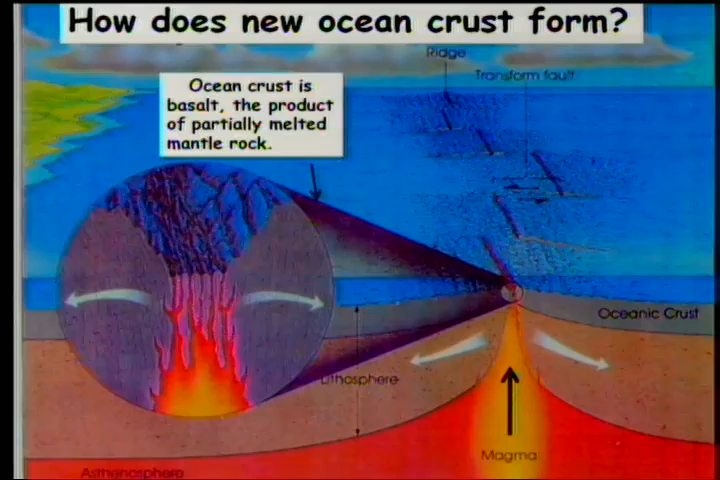 How does new ocean crust form?
Ridge
Transform fault
Ocean crust is
basalt, the product
of partially melted
mantle rock.
Oceanic Crust
Lithosphere
Magma
Asthenosphere